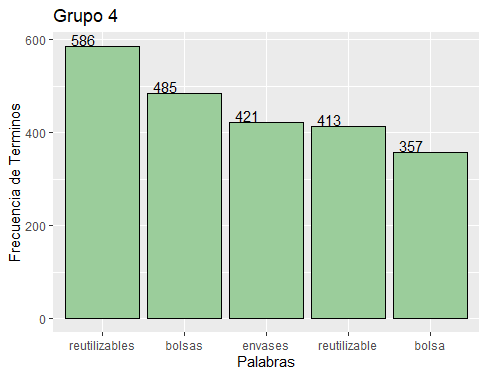 Grupo 4
Frecuencia de Terminos
600
400
200
0
586
485
421
413
357
reutilizables bolsas envases reutilizable bolsa
Palabras